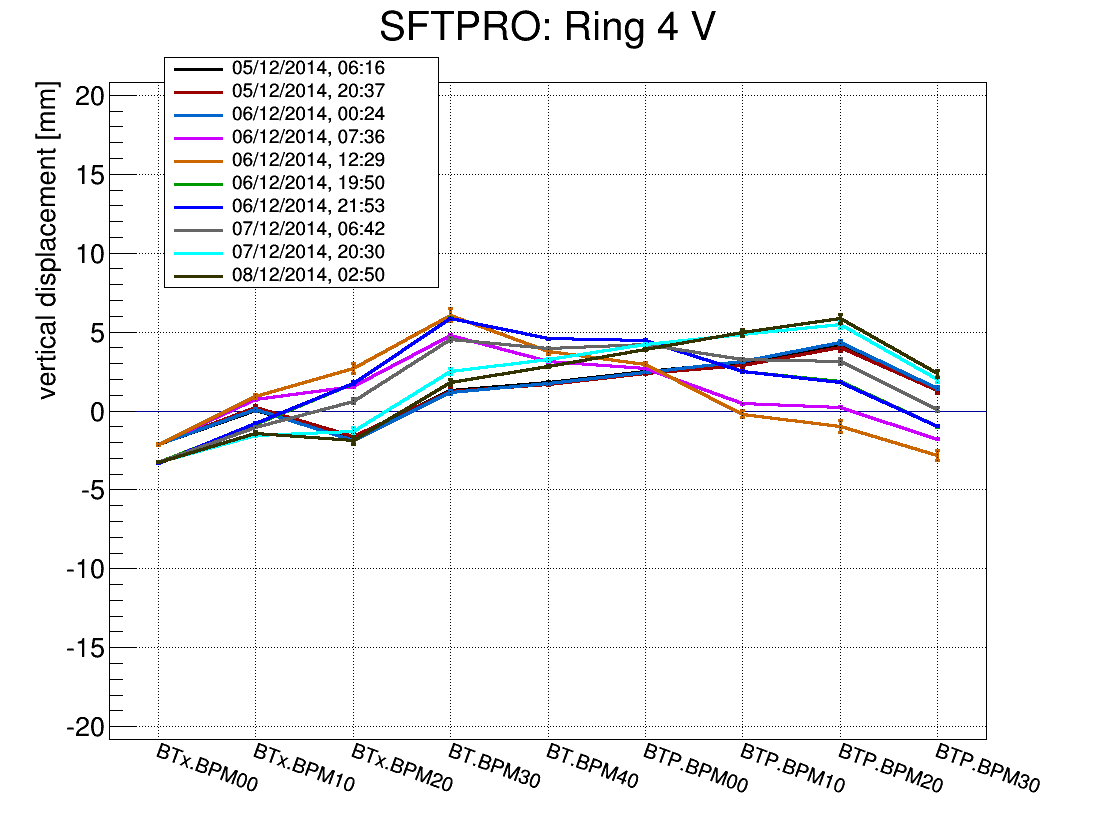 SFTPRO: Ring 4 V
05/12/2014, 06:16
05/12/2014, 20:37
06/12/2014, 00:24
06/12/2014, 07:36
06/12/2014, 12:29
06/12/2014, 19:50
06/12/2014, 21:53
07/12/2014, 06:42
07/12/2014, 20:30
08/12/2014, 02:50
vertical displacement [mm]
20
15
10
5
0
-5
-10
-15
-20
BTx.BPM00
BTx.BPM10
BTx.BPM20
BT.BPM30
BT.BPM40
BTP.BPM00
BTP.BPM10
BTP.BPM20
BTP.BPM30